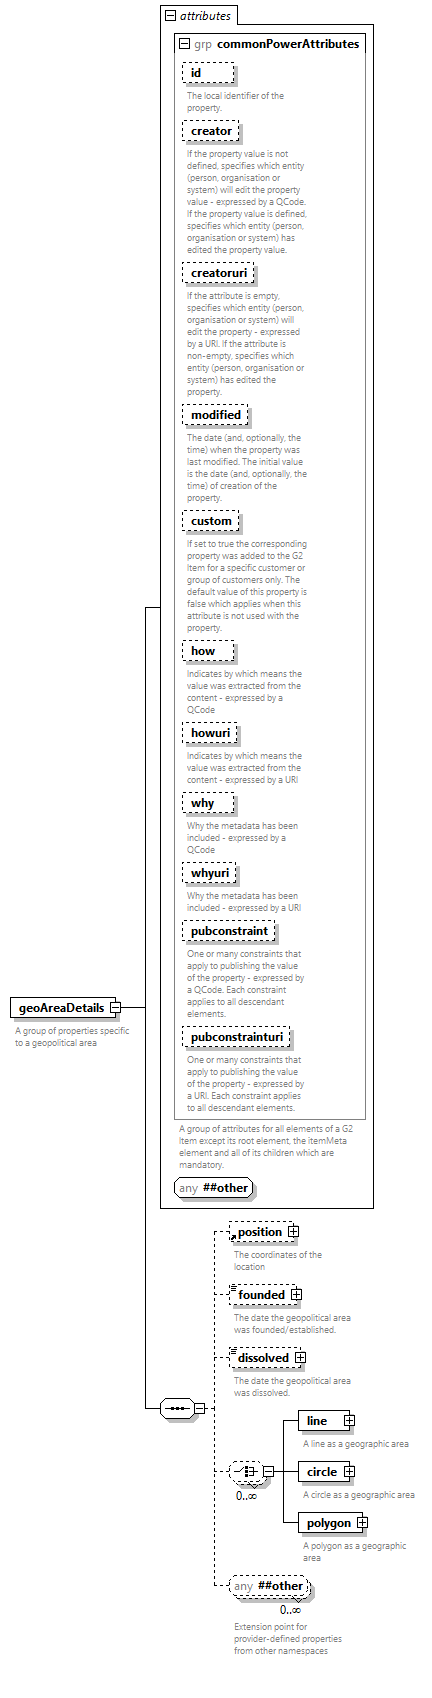 attributes
grp commonPowerAttributes
id
The local identifier of the
property.
creator
If the property value is not
defined, specifies which entity
(person, organisation or
system) will edit the property
value - expressed by a QCode.
If the property value is defined,
specifies which entity (person,
organisation or system) has
edited the property value.
creatoruri
If the attribute is empty,
specifies which entity (person,
organisation or system) will
edit the property - expressed
by a URI. If the attribute is
non-empty, specifies which
entity (person, organisation or
system) has edited the
property.
modified
The date (and, optionally, the
time) when the property was
last modified. The initial value
is the date (and, optionally, the
time) of creation of the
property.
custom
If set to true the corresponding
property was added to the G2
Item for a specific customer or
group of customers only. The
default value of this property is
false which applies when this
attribute is not used with the
property.
how
Indicates by which means the
value was extracted from the
content - expressed by a
QCode
howuri
Indicates by which means the
value was extracted from the
content - expressed by a URI
why
Why the metadata has been
included - expressed by a
QCode
whyuri
Why the metadata has been
included - expressed by a URI
pubconstraint
One or many constraints that
apply to publishing the value
of the property - expressed by
a QCode. Each constraint
applies to all descendant
elements.
pubconstrainturi
One or many constraints that
apply to publishing the value
of the property - expressed by
a URI. Each constraint applies
to all descendant elements.
A group of attributes for all elements of a G2
Item except its root element, the itemMeta
element and all of its children which are
mandatory.
any ##other
geoAreaDetails
A group of properties specific
to a geopolitical area
position
The coordinates of the
location
founded
The date the geopolitical area
was founded/established.
dissolved
The date the geopolitical area
was dissolved.
line
A line as a geographic area
circle
A circle as a geographic area
0..∞
polygon
A polygon as a geographic
area
any ##other
0..∞
Extension point for
provider-defined properties
from other namespaces